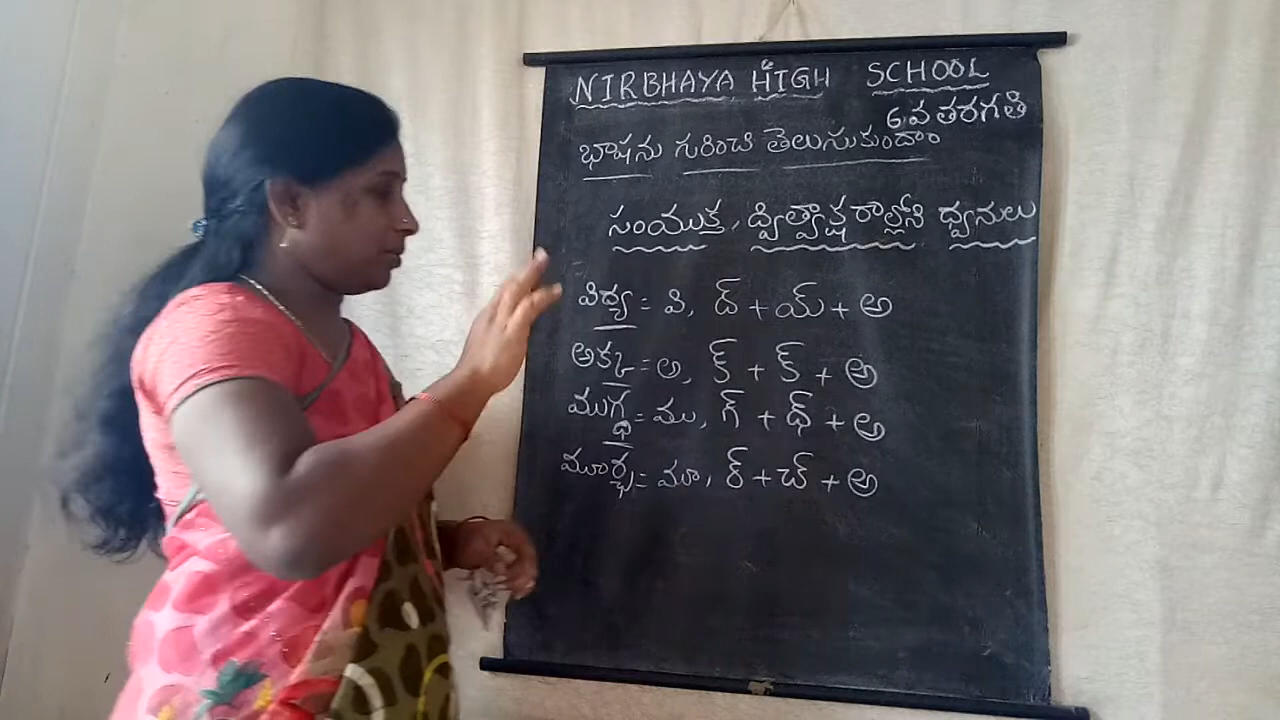 NIRBHAYA HIGH SCHOOL
6వ తరగతి
భాషను గురించి తెలుసుకుందాం
సంయుక్త, ద్విత్వాక్షరాల్లోని ధ్వనులు
విద్య = వి, ద్ + య్ + అ
అక్క = అ, క్ + క్ + అ
ముగ్ధ = ము, గ్ + ధ్ + అ
మూర్ఛ = మూ, ర్ + ఛ్ + అ